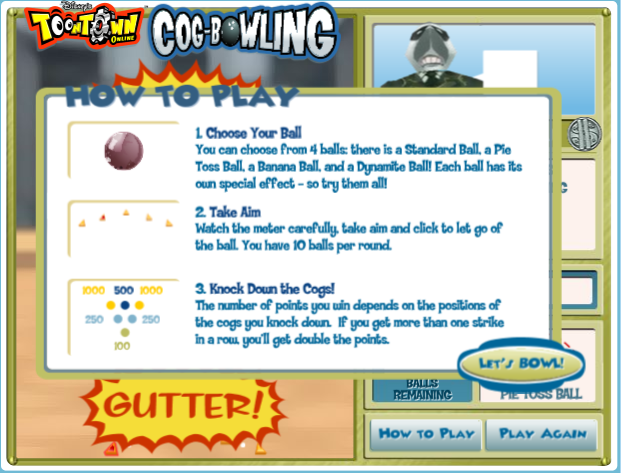 Disney's
TOONTOWN
ONLINE
COG-BOWLING
HOW TO PLAY
1. Choose Your Ball
You can choose from 4 balls: there is a Standard Ball, a Pie
Toss Ball, a Banana Ball, and a Dynamite Ball! Each ball has its
own special effect - so try them all!
2. Take Aim
Watch the meter carefully, take aim and click to let go of
the ball. You have 10 balls per round.
1000 500 1000
250 250
100
3. Knock Down the Cogs!
The number of points you win depends on the positions of
the cogs you knock down. If you get more than one strike
in a row, you'll get double the points.
LET'S BOWL!
GUTTER!
BALLS
REMAINING
PIE TOSS BALL
HOW TO PLAY
PLAY AGAIN